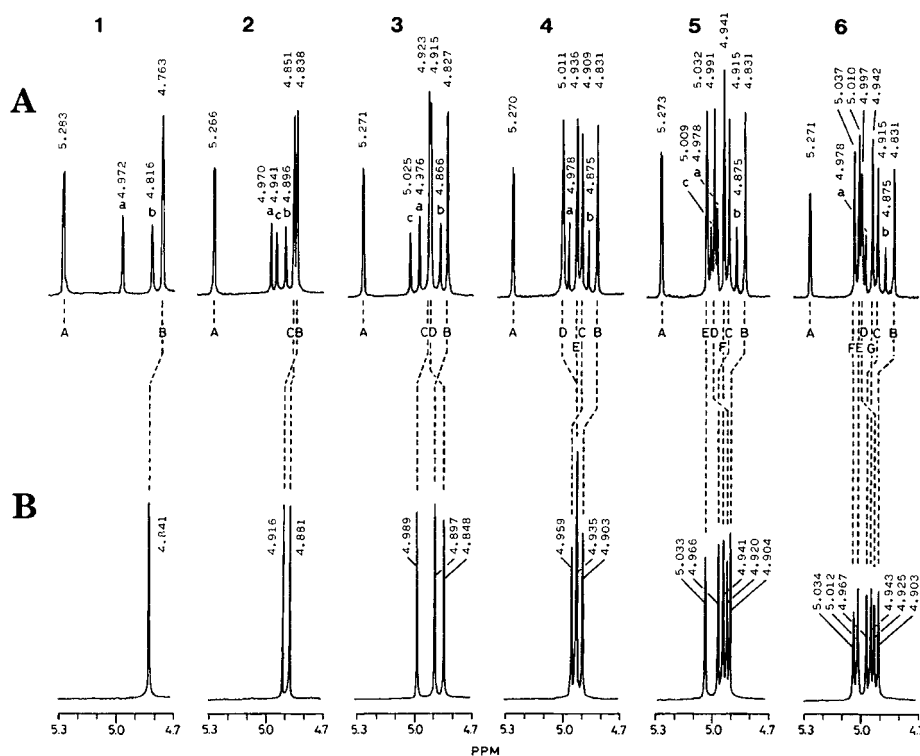 1 2 3 4 5 6
A
5.283 4.972 4.816 4.763
a b
5.266 4.970 4.941 4.896 4.851 4.838
a c b
5.271 5.025 4.976 4.923 4.915 4.866 4.827
c a b
5.270 5.011 4.978 4.936 4.909 4.875 4.831
a b
5.273 5.009 4.978 5.032 4.991 4.941 4.915 4.875 4.831
c a b
5.271 4.978 5.037 5.010 4.997 4.942 4.915 4.875 4.831
a b
A B
A C B
A C D B
A D E C B
A E D F C B
A F E D G C B
B
4.841
4.916 4.881
4.989 4.897 4.848
4.959 4.935 4.903
5.033 4.966 4.941 4.920 4.904
5.034 5.012 4.967 4.943 4.925 4.903
5.3 5.0 4.7
5.3 5.0 4.7
5.3 5.0 4.7
5.3 5.0 4.7
5.3 5.0 4.7
5.3 5.0 4.7
PPM